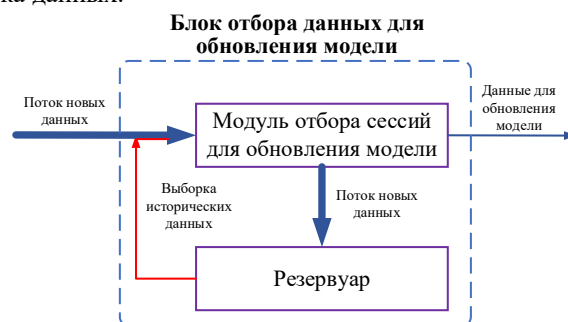 ка данных.
Блок отбора данных для
обновления модели
Поток новых
данных
Модуль отбора сессий
для обновления модели
Данные для
обновления
модели
Выборка
исторических
данных
Поток новых
данных
Резервуар